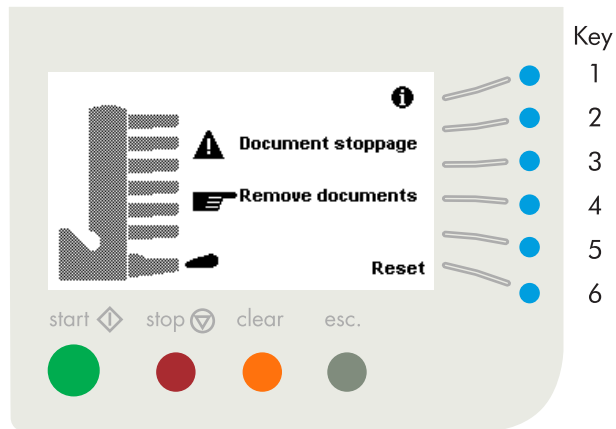 Key
1
2
Document stoppage
3
Remove documents
4
5
Reset
6
start stop clear esc.